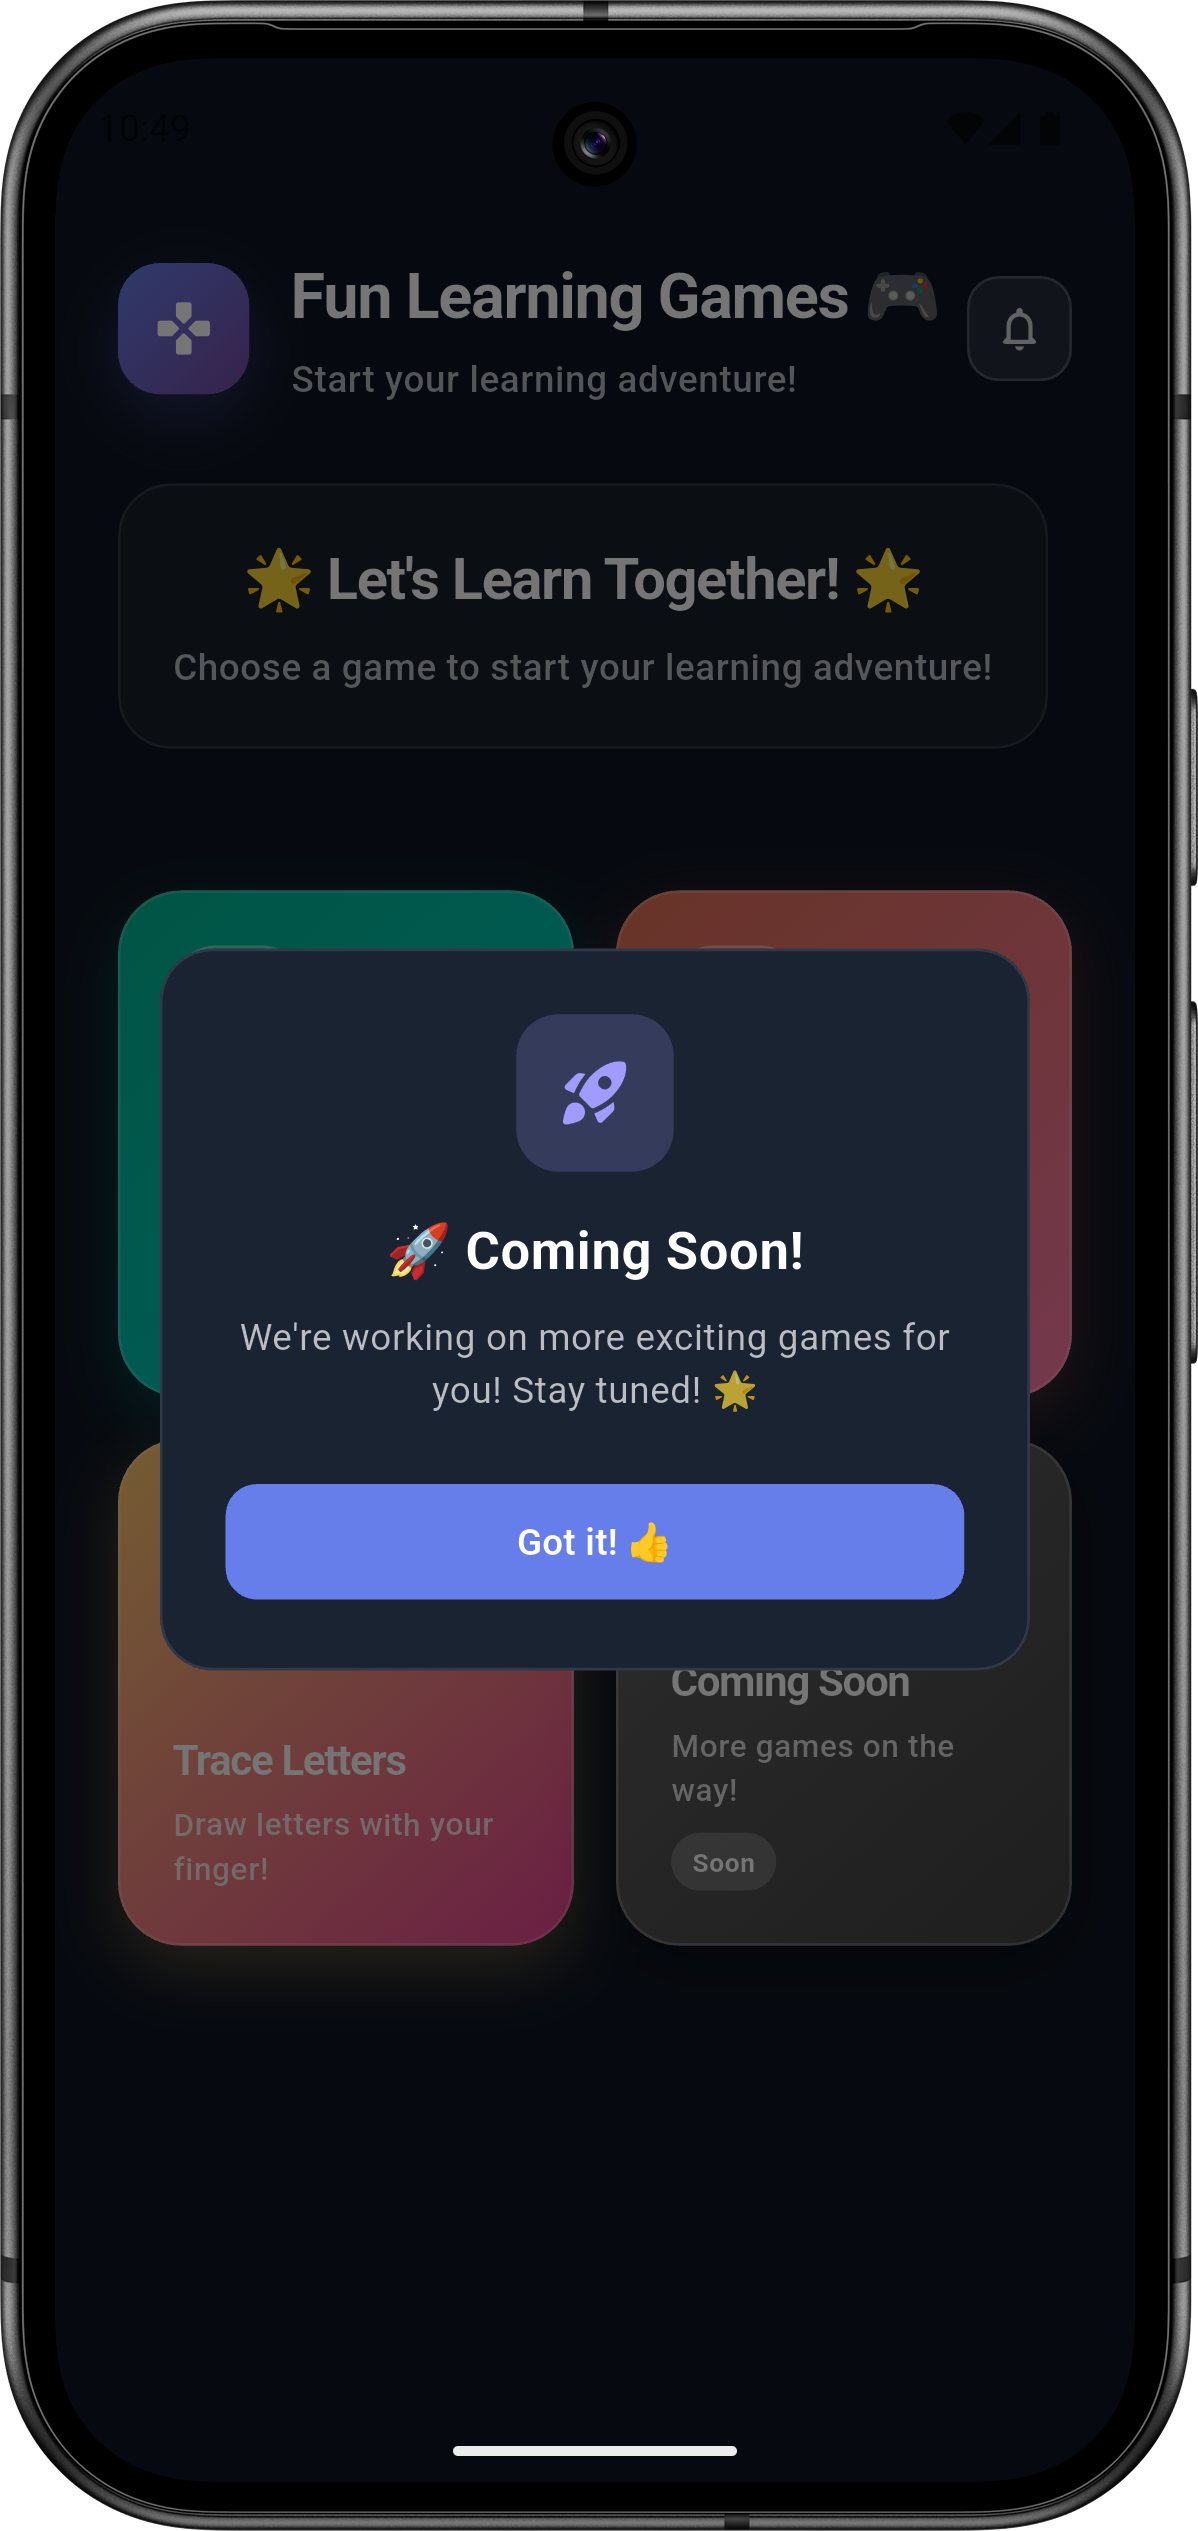 10:49
Fun Learning Games 🎮
Start your learning adventure!
🌟 Let's Learn Together! 🌟
Choose a game to start your learning adventure!
🚀 Coming Soon!
We're working on more exciting games for
you! Stay tuned! 🌟
Got it! 👍
Trace Letters
Draw letters with your
finger!
Coming Soon
More games on the
way!
Soon